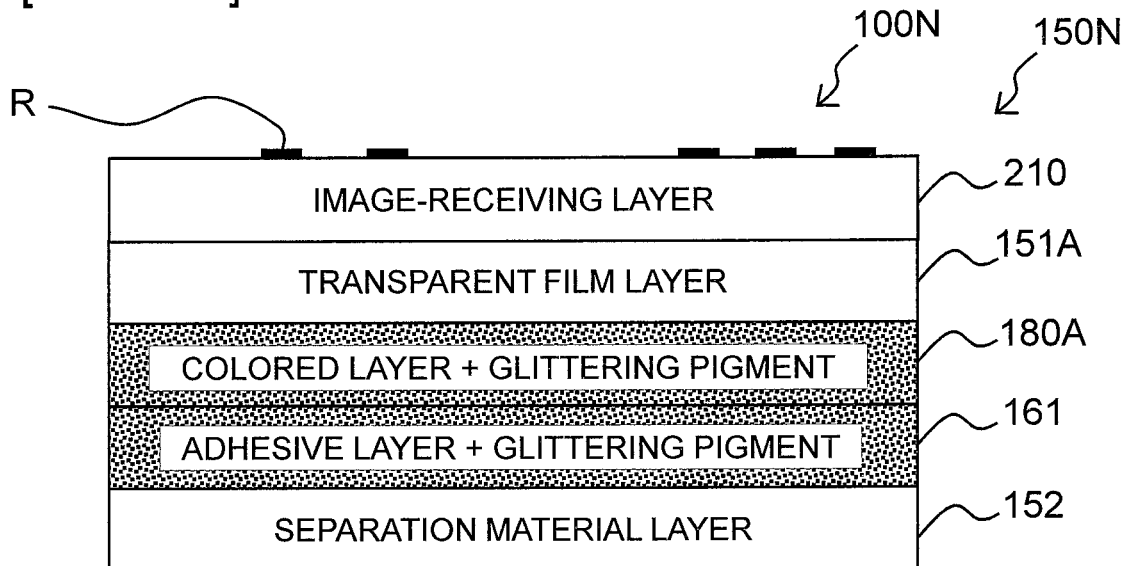 100N
150N
R
IMAGE-RECEIVING LAYER
210
TRANSPARENT FILM LAYER
151A
COLORED LAYER + GLITTERING PIGMENT
180A
ADHESIVE LAYER + GLITTERING PIGMENT
161
SEPARATION MATERIAL LAYER
152